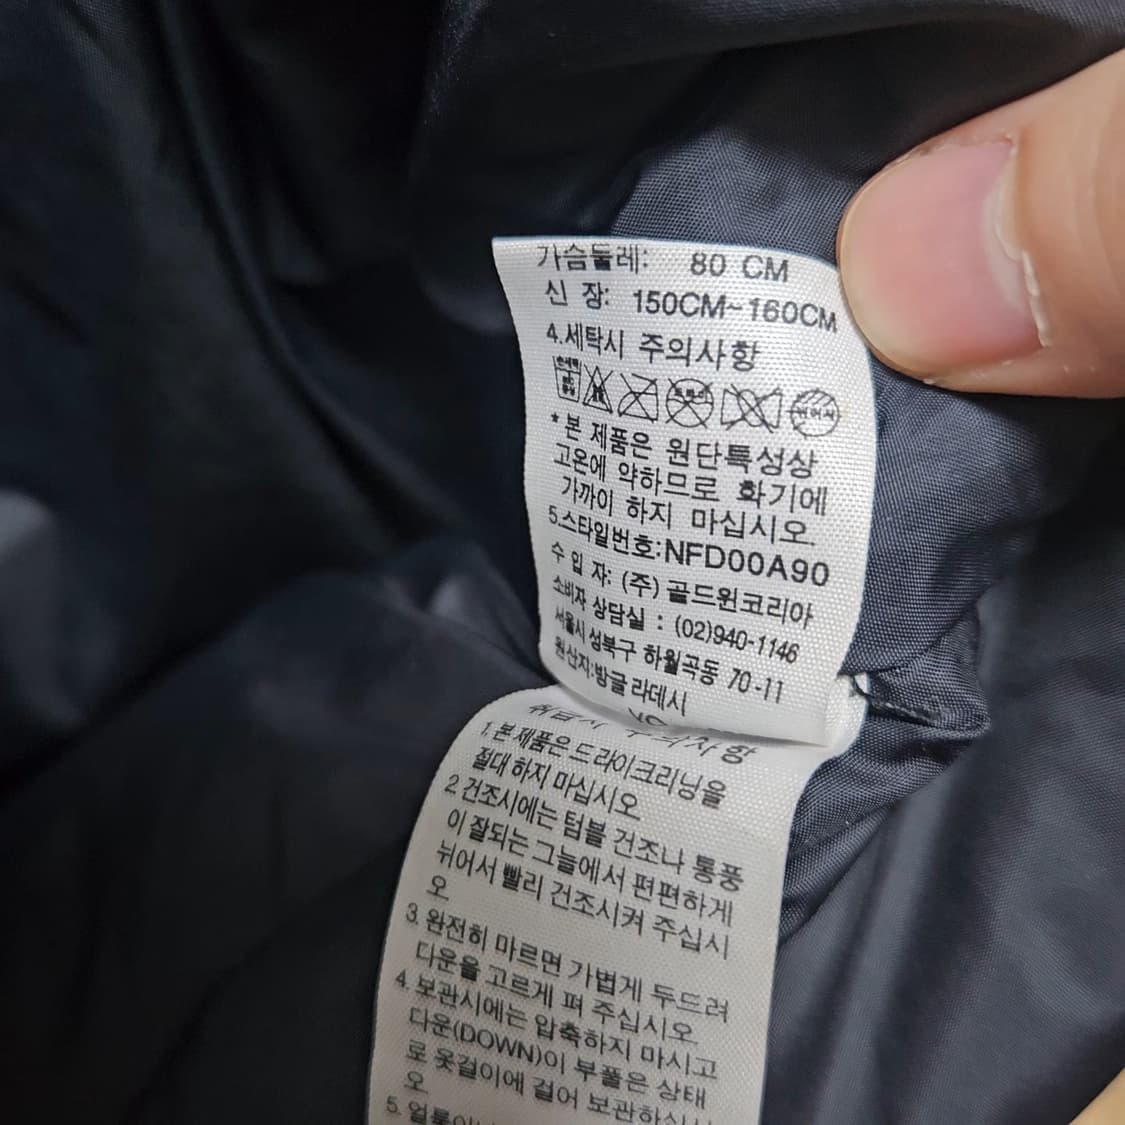 가슴둘레: 80 CM
신 장: 150CM~160CM
4.세탁시 주의사항
* 본 제품은 원단특성상
고온에 약하므로 화기에
가까이 하지 마십시오.
5.스타일번호:NFD00A90
수 입 자: (주) 골드윈코리아
소비자 상담실 : (02)940-1146
서울시 성북구 하월곡동 70-11
원산지:방글라데시
1. 본 제품은 드라이크리닝을
절대 하지 마십시오
2 건조시에는 텀블 건조나 통풍
이 잘되는 그늘에서 편편하게
뉘어서 빨리 건조시켜 주십시
오
3. 완전히 마르면 가볍게 두드려
다운을 고르게 펴 주십시오
4. 보관시에는 압축하지 마시고
다운(DOWN)이 부풀은 상태
로 옷걸이에 걸어 보관하십시
오
5.